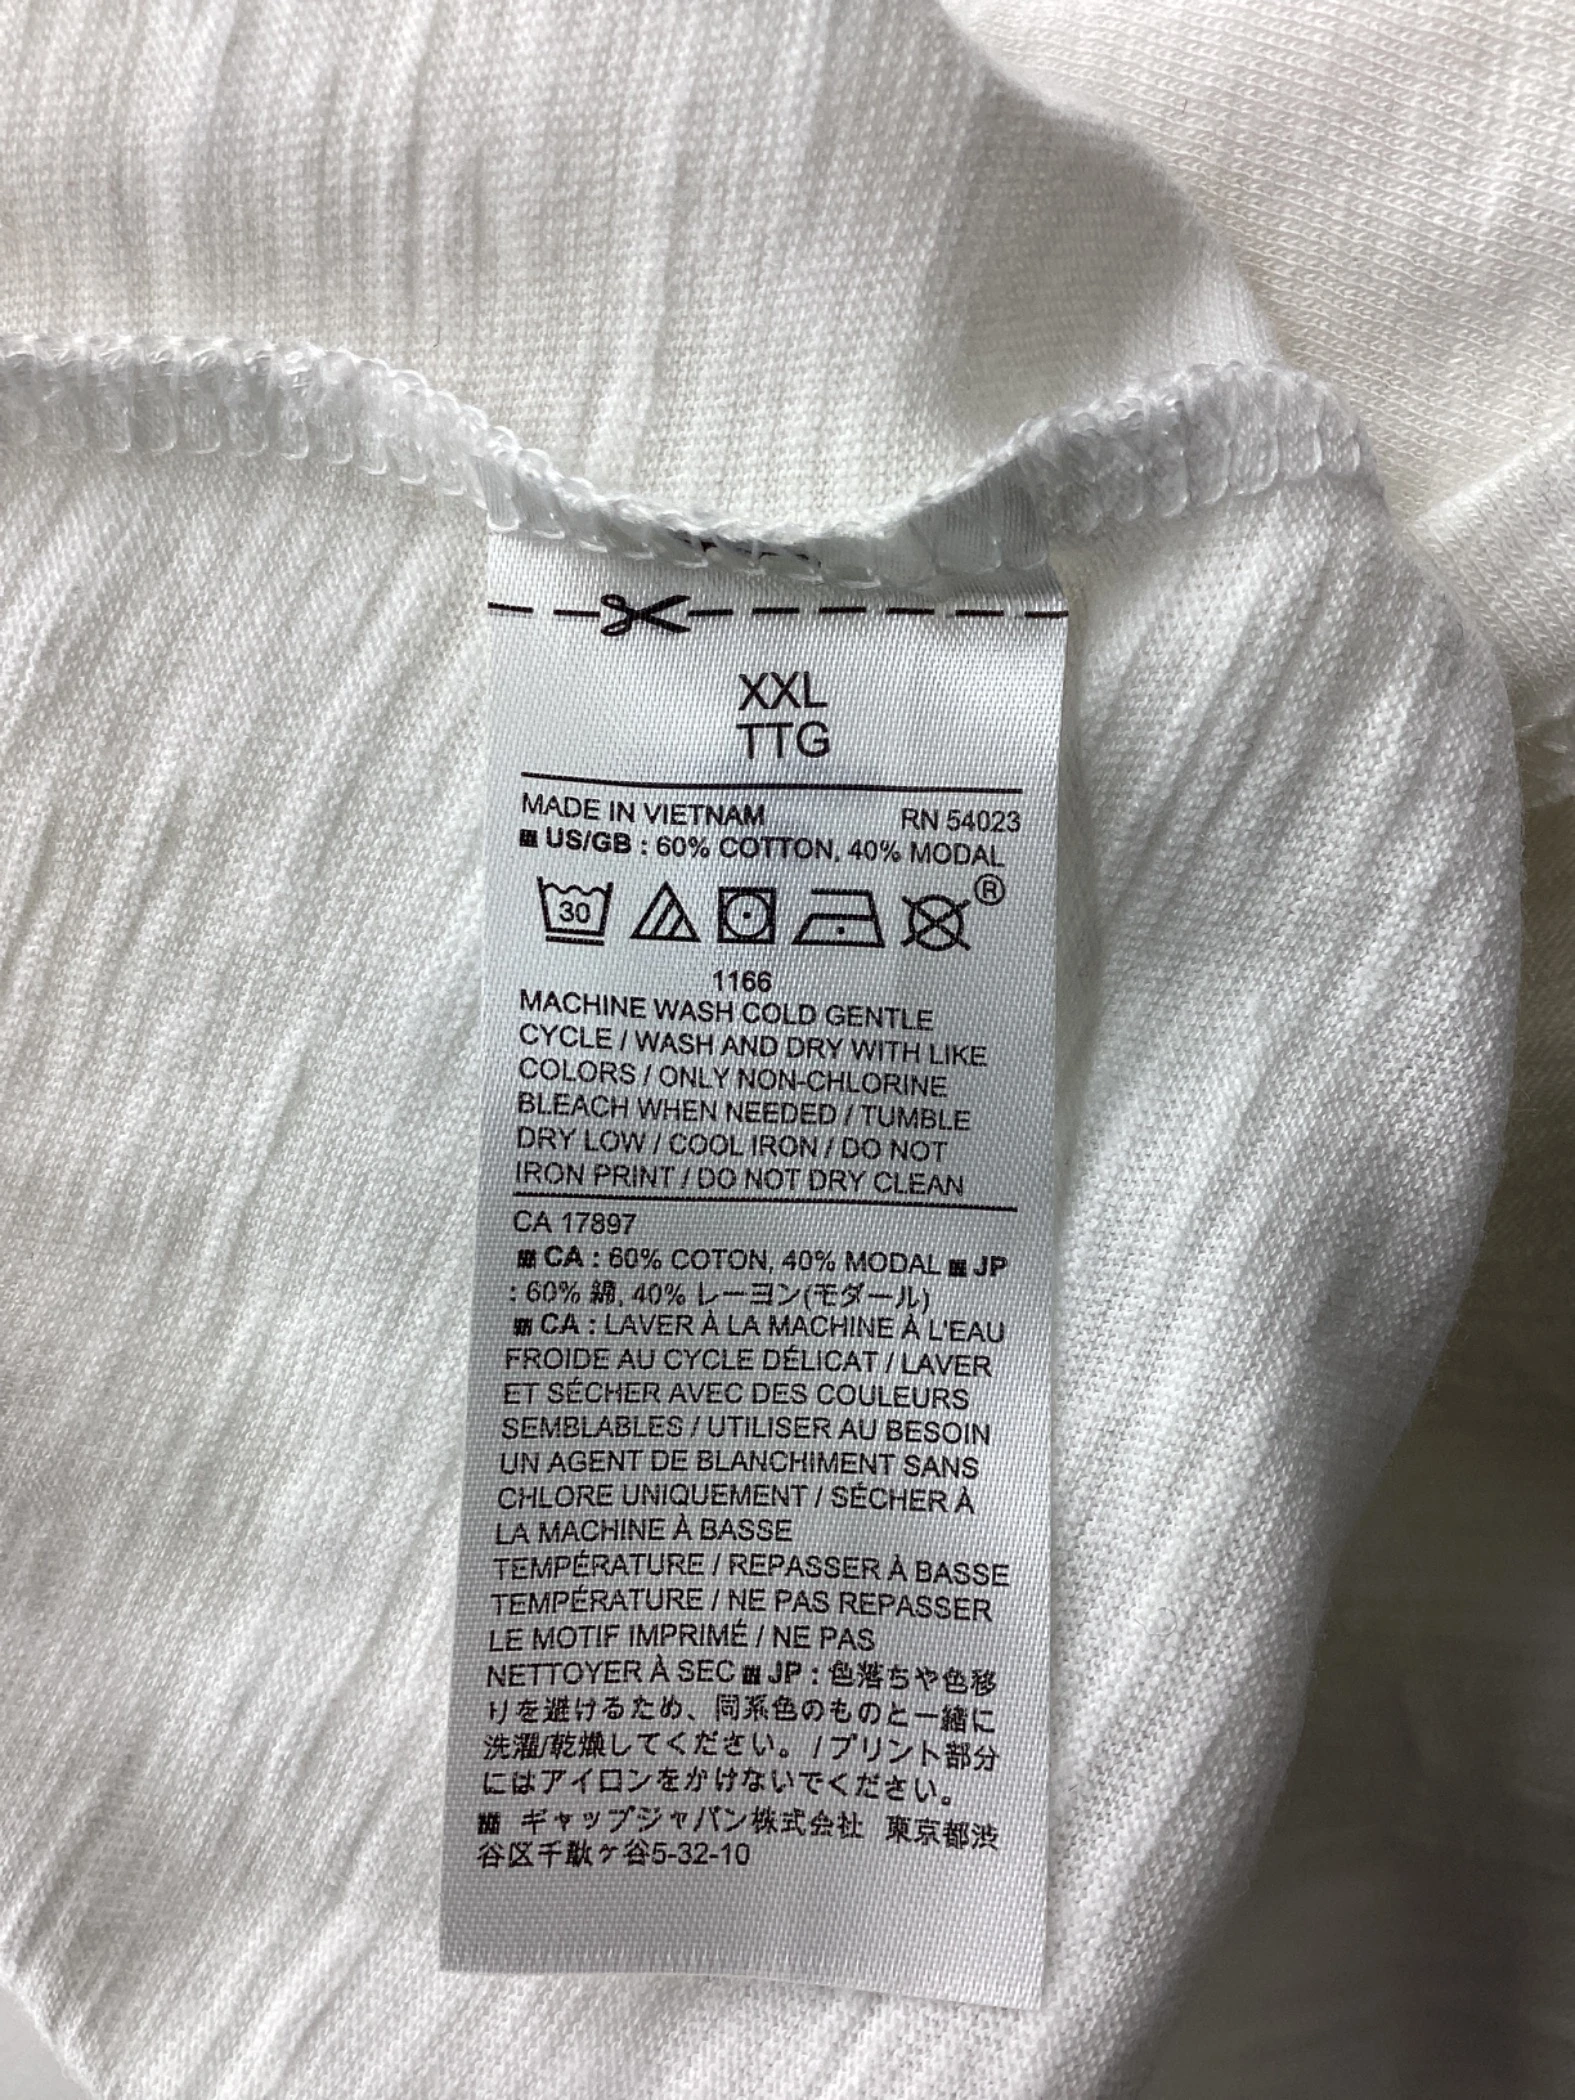 XXL
TTG
MADE IN VIETNAM RN 54023
US/GB : 60% COTTON, 40% MODAL
30
®
1166
MACHINE WASH COLD GENTLE
CYCLE / WASH AND DRY WITH LIKE
COLORS / ONLY NON-CHLORINE
BLEACH WHEN NEEDED / TUMBLE
DRY LOW / COOL IRON / DO NOT
IRON PRINT / DO NOT DRY CLEAN
CA 17897
CA : 60% COTON, 40% MODAL JP
: 60% 綿, 40% レーヨン(モダール)
CA : LAVER À LA MACHINE À L'EAU
FROIDE AU CYCLE DÉLICAT / LAVER
ET SÉCHER AVEC DES COULEURS
SEMBLABLES / UTILISER AU BESOIN
UN AGENT DE BLANCHIMENT SANS
CHLORE UNIQUEMENT / SÉCHER À
LA MACHINE À BASSE
TEMPÉRATURE / REPASSER À BASSE
TEMPÉRATURE / NE PAS REPASSER
LE MOTIF IMPRIMÉ / NE PAS
NETTOYER À SEC JP : 色落ちや色移
りを避けるため、同系色のものと一緒に
洗濯/乾燥してください。/プリント部分
にはアイロンをかけないでください。
ギャップジャパン株式会社 東京都渋
谷区千駄ケ谷5-32-10